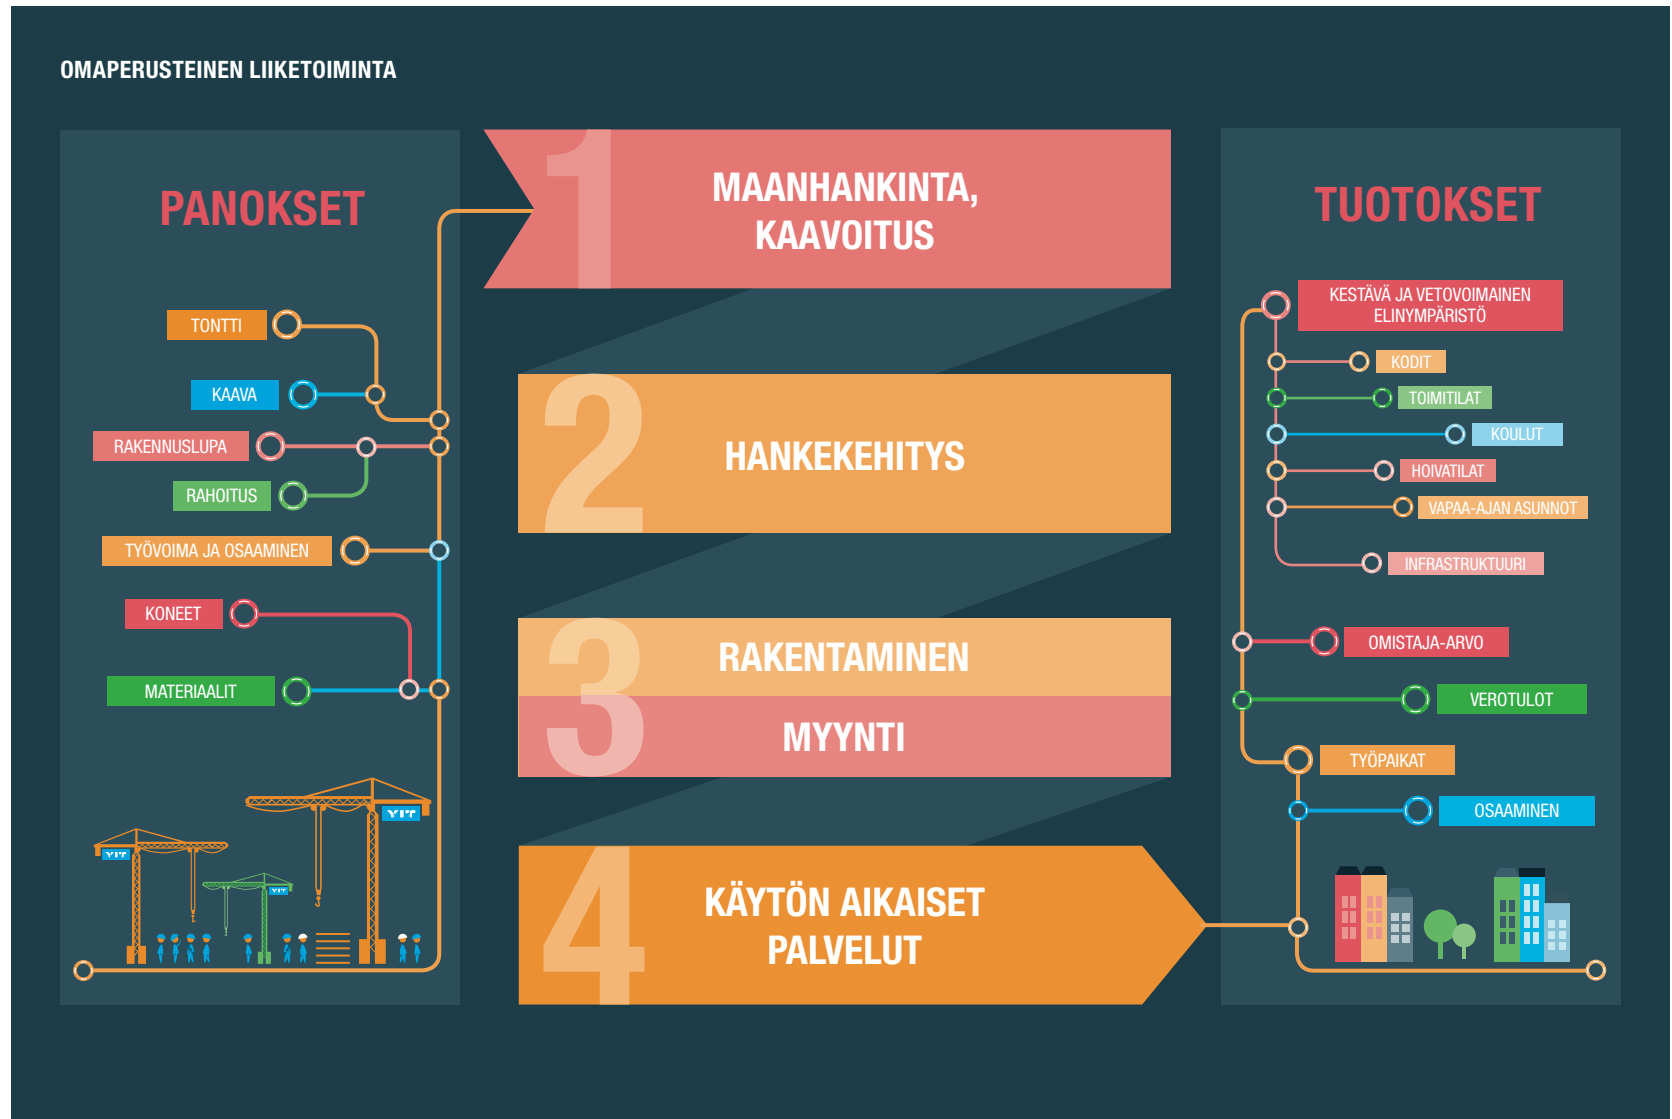 OMAPERUSTEINEN LIIKETOIMINTA
PANOKSET
TONTTI
KAAVA
RAKENNUSLUPA
RAHOITUS
TYÖVOIMA JA OSAAMINEN
KONEET
MATERIAALIT
YIT
YIT
YIT
1
MAANHANKINTA,
KAAVOITUS
2
HANKEKEHITYS
3
RAKENTAMINEN
MYYNTI
4
KÄYTÖN AIKAISET
PALVELUT
TUOTOKSET
KESTÄVÄ JA VETOVOIMAINEN
ELINYMPÄRISTÖ
KODIT
TOIMITILAT
KOULUT
HOIVATILAT
VAPAA-AJAN ASUNNOT
INFRASTRUKTUURI
OMISTAJA-ARVO
VEROTULOT
TYÖPAIKAT
OSAAMINEN